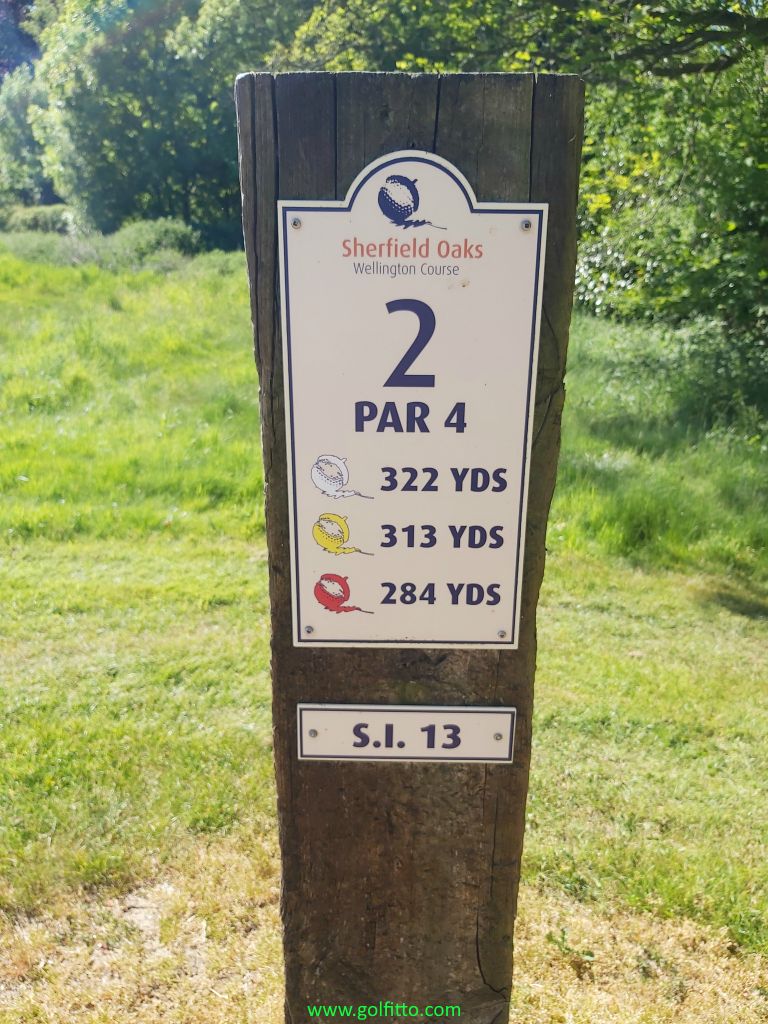 Sherfield Oaks
Wellington Course
2
PAR 4
322 YDS
313 YDS
284 YDS
S.I. 13
www.golfitto.com